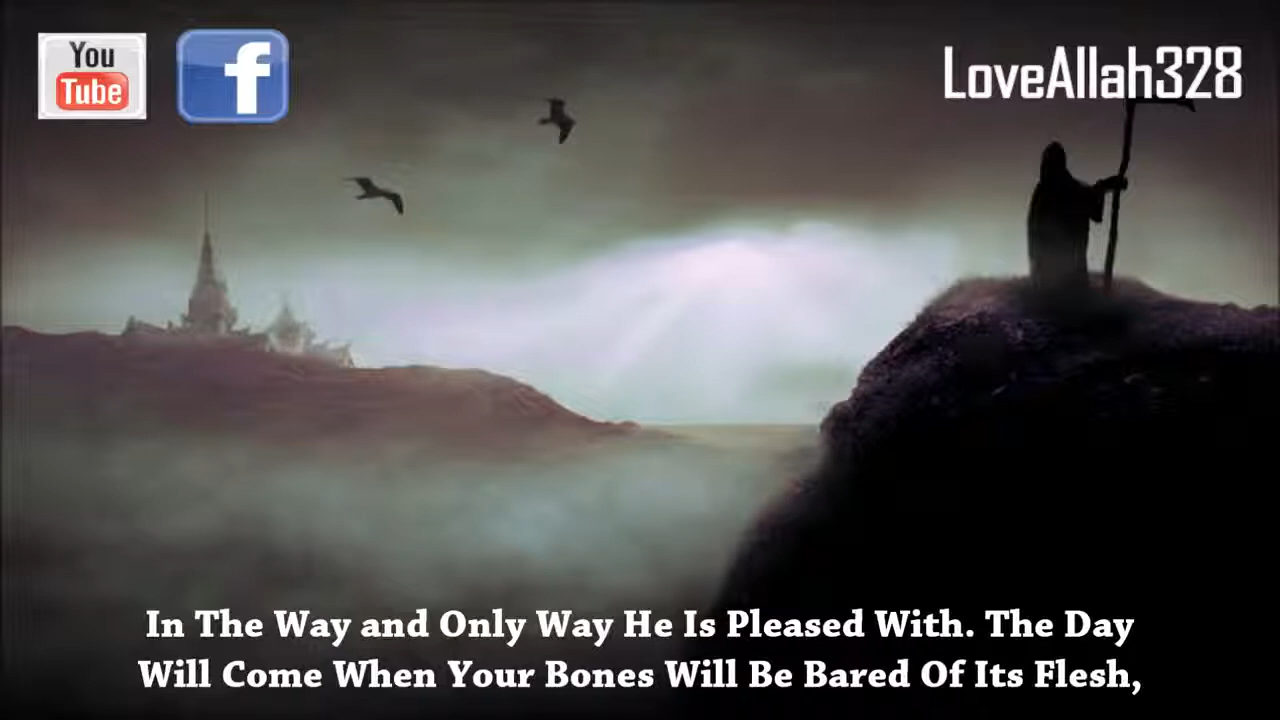 You
Tube
f
LoveAllah328
In The Way and Only Way He Is Pleased With. The Day
Will Come When Your Bones Will Be Bared Of Its Flesh,